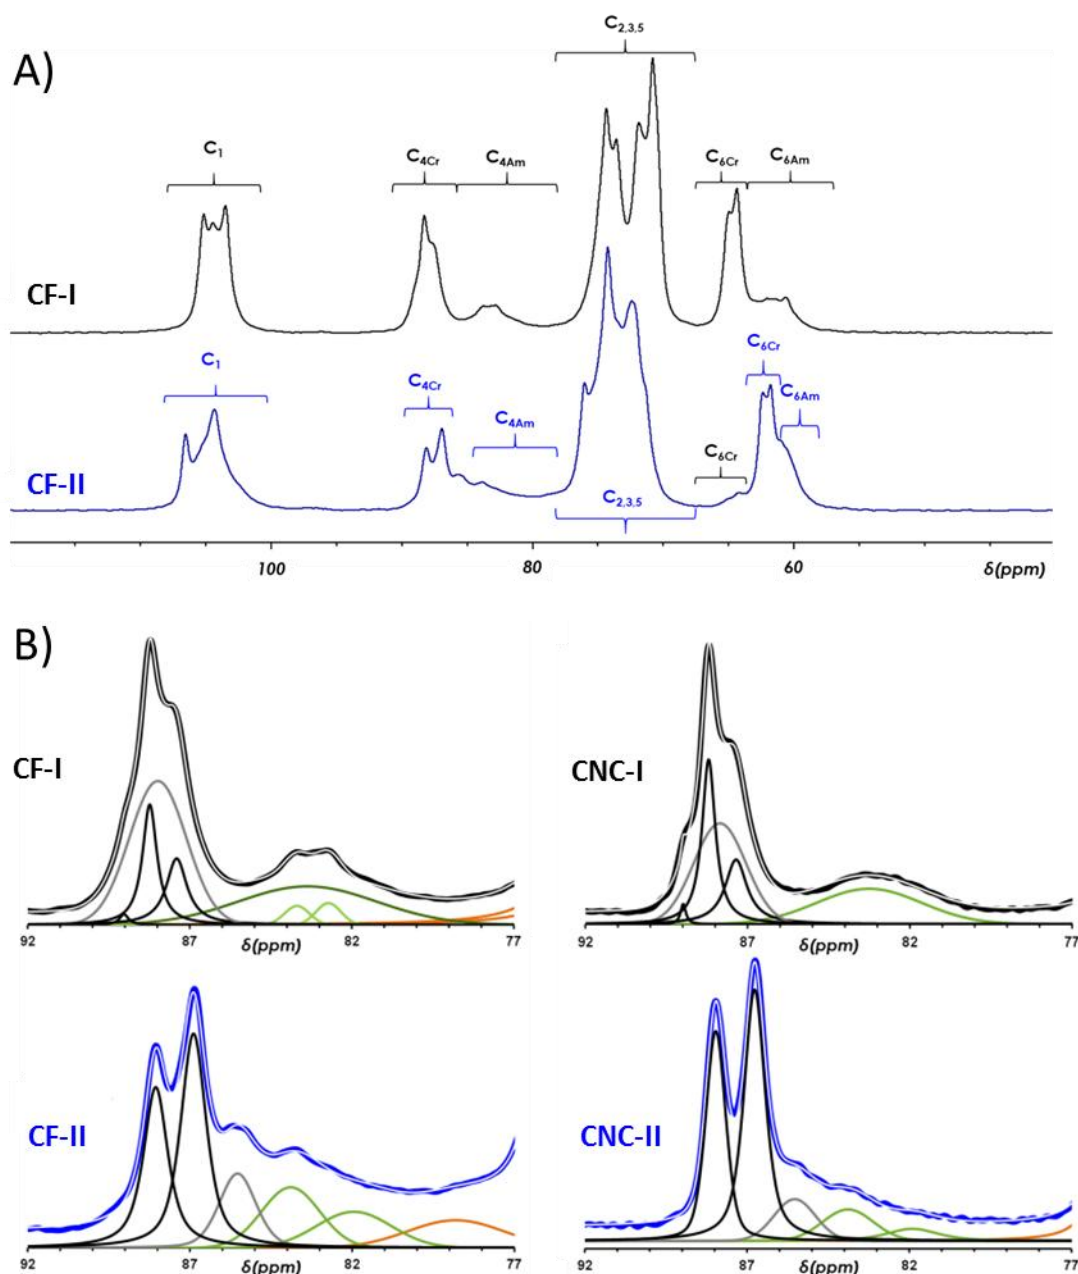 A)
C2,3,5
C1
C4Cr C4Am
C6Cr C6Am
CF-I
C1
C4Cr
C4Am
C6Cr
C6Am
C6Cr
CF-II
C2,3,5
100 80 60 δ(ppm)
B)
CF-I
CNC-I
92 87 δ(ppm) 82 77
92 87 δ(ppm) 82 77
CF-II
CNC-II
92 87 δ(ppm) 82 77
92 87 δ(ppm) 82 77